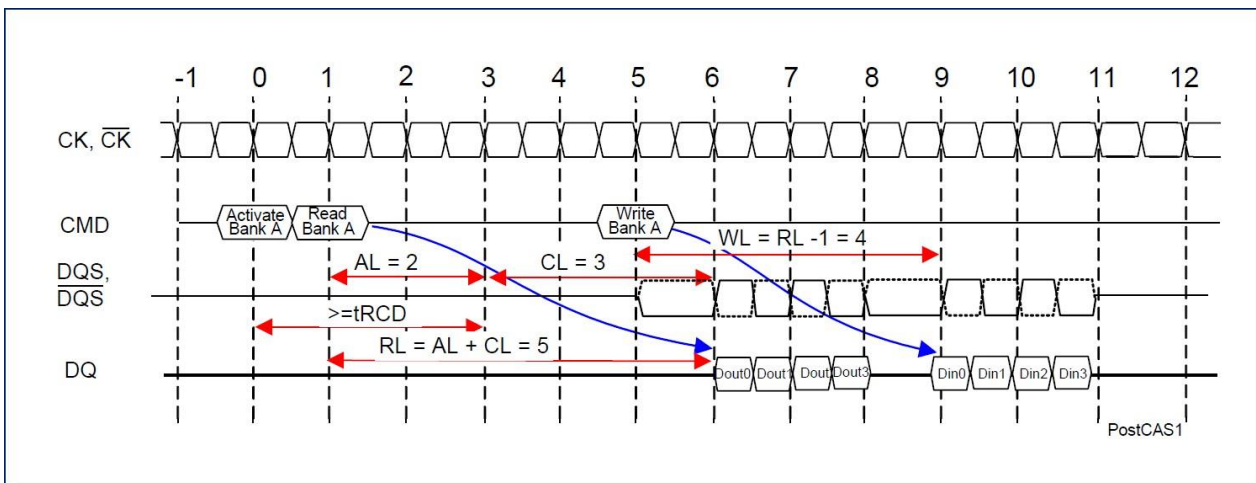 -1 0 1 2 3 4 5 6 7 8 9 10 11 12
CK, CK
CMD
Activate
Bank A
Read
Bank A
Write
Bank A
WL = RL -1 = 4
AL = 2
CL = 3
DQS,
DQS
>=tRCD
RL = AL + CL = 5
DQ
Dout0 Dout1 Dout Dout3 Din0 Din1 Din2 Din3
PostCAS1